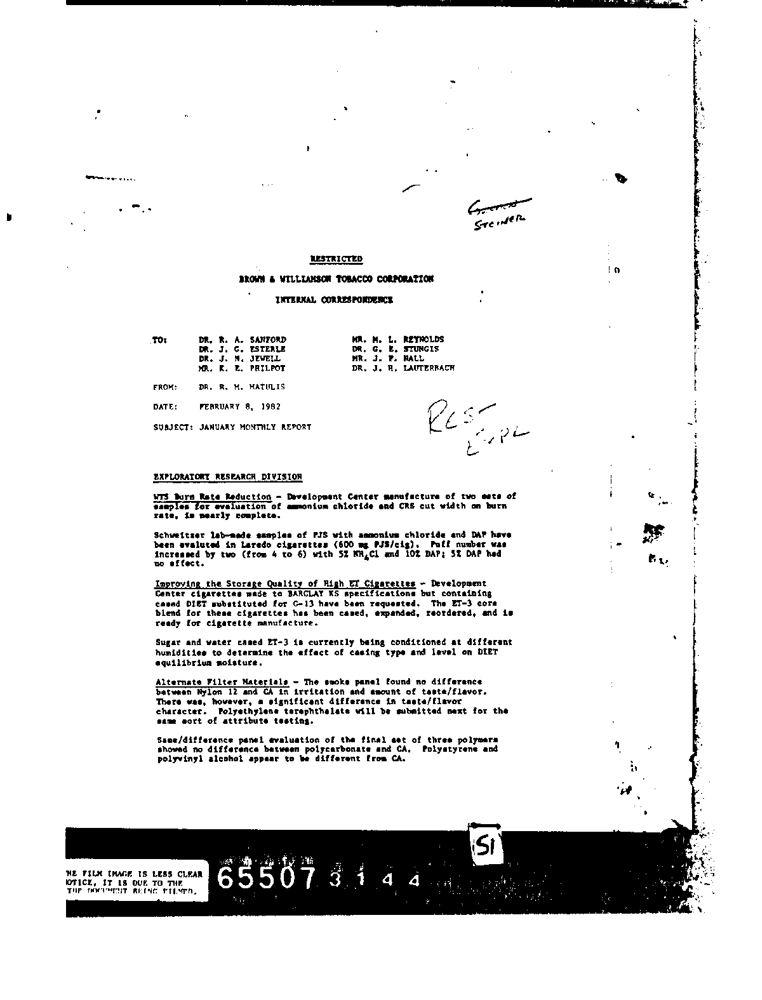 STEINER
RESTRICTED
BROWN & WILLIAMSON TOBACCO CORPORATION
INTERNAL CORRESPONDENCE
TO: DR. R. A. SANFORD MR. M. L. REYNOLDS
DR. J. C. ESTERLE DR. G. E. STUNGIS
DR. J. N. JEWELL MR. J. P. HALL
MR. K. E. PHILPOT DR. J. H. LAUTERBACH
FROM: DR. R. M. MATULIS
DATE: FEBRUARY 8, 1982
SUBJECT: JANUARY MONTHLY REPORT
EXPLORATORY RESEARCH DIVISION
WTS Burn Rate Reduction - Development Center manufacture of two sets of
samples for evaluation of ammonium chloride and CRS cut width on burn
rate, is nearly complete.
Schweitzer lab-made samples of PJS with ammonium chloride and DAP have
been evaluted in Laredo cigarettes (600 mg PJS/cig). Puff number was
increased by two (from 4 to 6) with 5% NH4Cl and 10% DAP; 5% DAP had
no effect.
Improving the Storage Quality of High ET Cigarettes - Development
Center cigarettes made to BARCLAY KS specifications but containing
cased DIET substituted for G-13 have been requested. The ET-3 core
blend for these cigarettes has been cased, expanded, reordered, and is
ready for cigarette manufacture.
Sugar and water cased ET-3 is currently being conditioned at different
humidities to determine the effect of casing type and level on DIET
equilibrium moisture.
Alternate Filter Materials - The smoke panel found no difference
between Nylon 12 and CA in irritation and amount of taste/flavor.
There was, however, a significant difference in taste/flavor
character. Polyethylene terephthalate will be submitted next for the
same sort of attribute testing.
Same/difference panel evaluation of the final set of three polymers
showed no difference between polycarbonate and CA. Polystyrene and
polyvinyl alcohol appear to be different from CA.
51
HE FILM IMAGE IS LESS CLEAR
OTICE, IT IS DUE TO THE
THE DOCUMENT BEING FILMED.
65507 3144